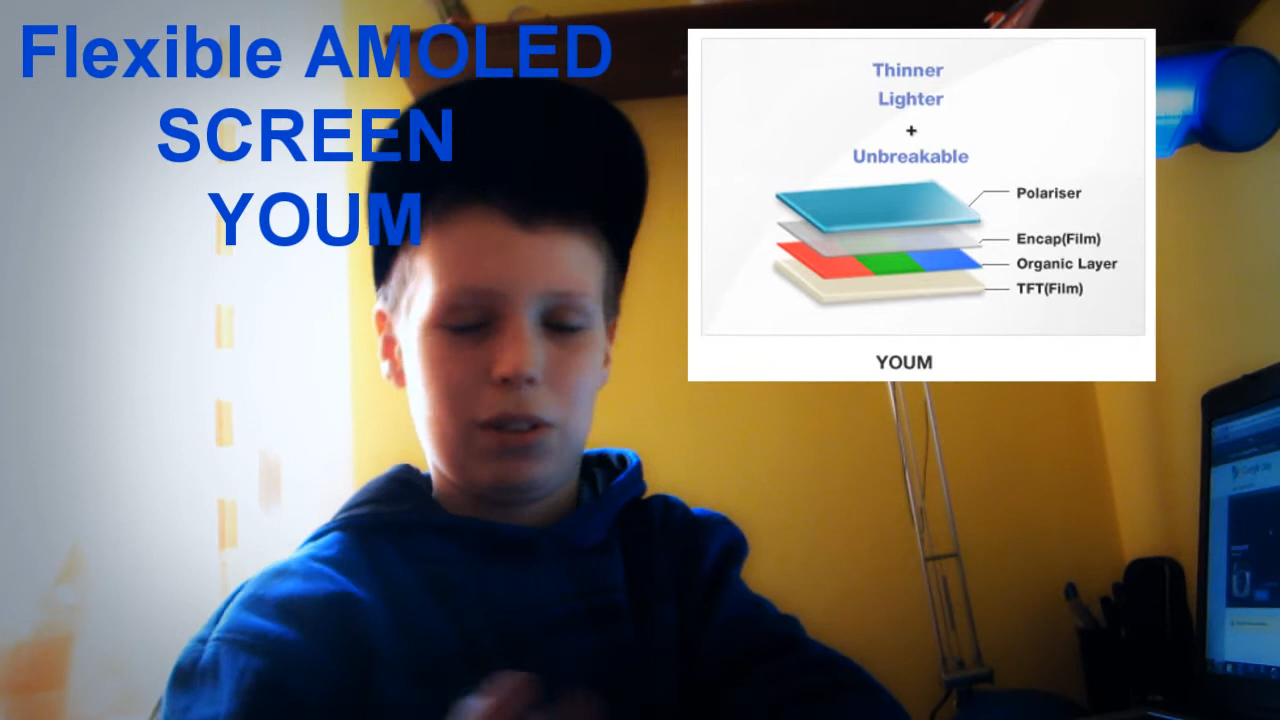 Flexible AMOLED
SCREEN
YOUM
Thinner
Lighter
+
Unbreakable
Polariser
Encap(Film)
Organic Layer
TFT(Film)
YOUM